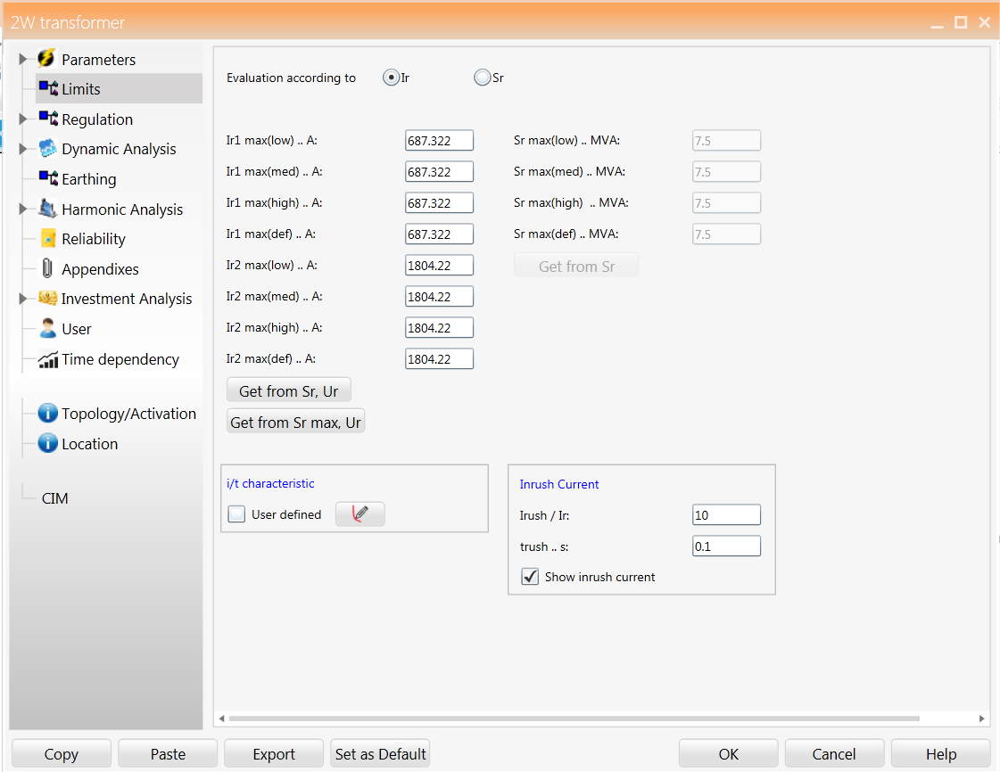 2W transformer
Parameters
Limits
Regulation
Dynamic Analysis
Earthing
Harmonic Analysis
Reliability
Appendixes
Investment Analysis
User
Time dependency
Topology/Activation
Location
CIM
Evaluation according to Ir Sr
Ir1 max(low) .. A: 687.322 Sr max(low) .. MVA: 7.5
Ir1 max(med) .. A: 687.322 Sr max(med) .. MVA: 7.5
Ir1 max(high) .. A: 687.322 Sr max(high) .. MVA: 7.5
Ir1 max(def) .. A: 687.322 Sr max(def) .. MVA: 7.5
Ir2 max(low) .. A: 1804.22 Get from Sr
Ir2 max(med) .. A: 1804.22
Ir2 max(high) .. A: 1804.22
Ir2 max(def) .. A: 1804.22
Get from Sr, Ur
Get from Sr max, Ur
i/t characteristic
User defined
Inrush Current
Irush / Ir: 10
trush .. s: 0.1
Show inrush current
Copy Paste Export Set as Default OK Cancel Help